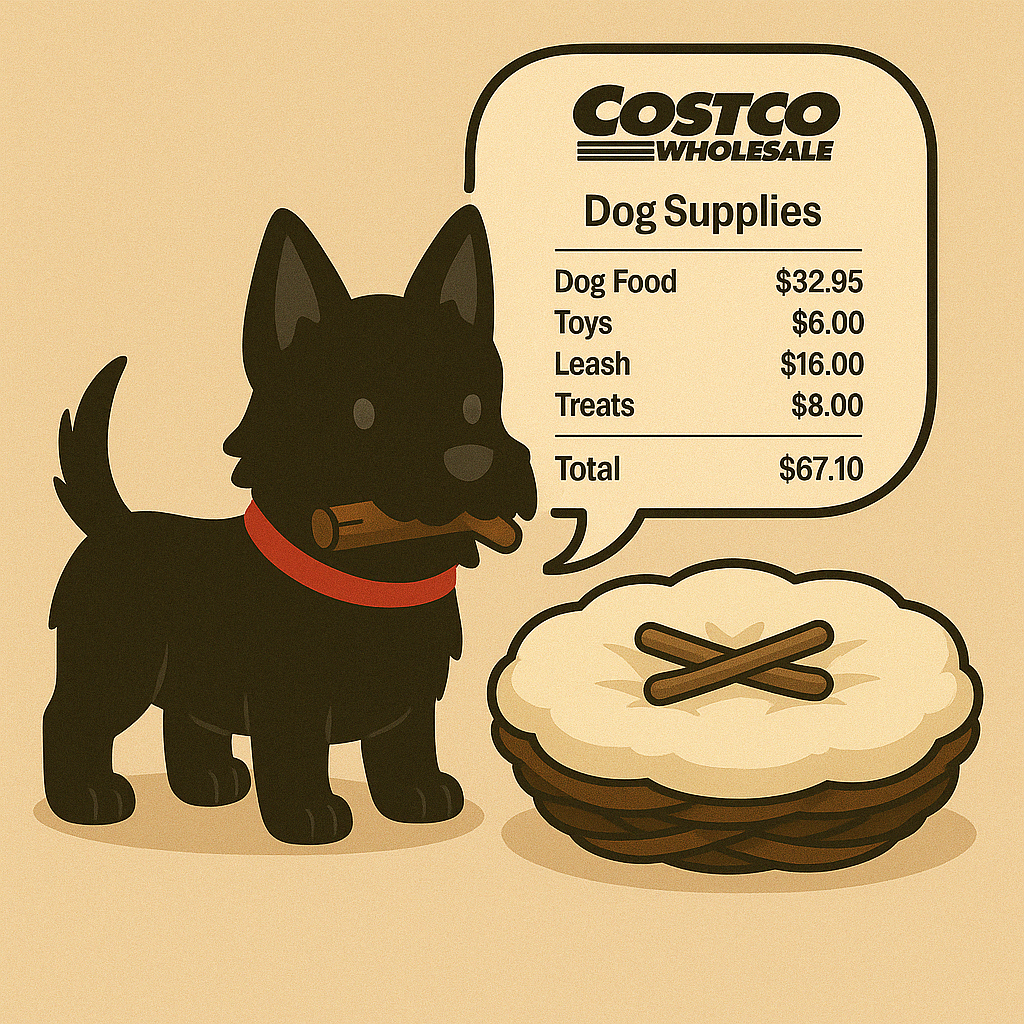 COSTCO
WHOLESALE
Dog Supplies
Dog Food $32.95
Toys $6.00
Leash $16.00
Treats $8.00
Total $67.10